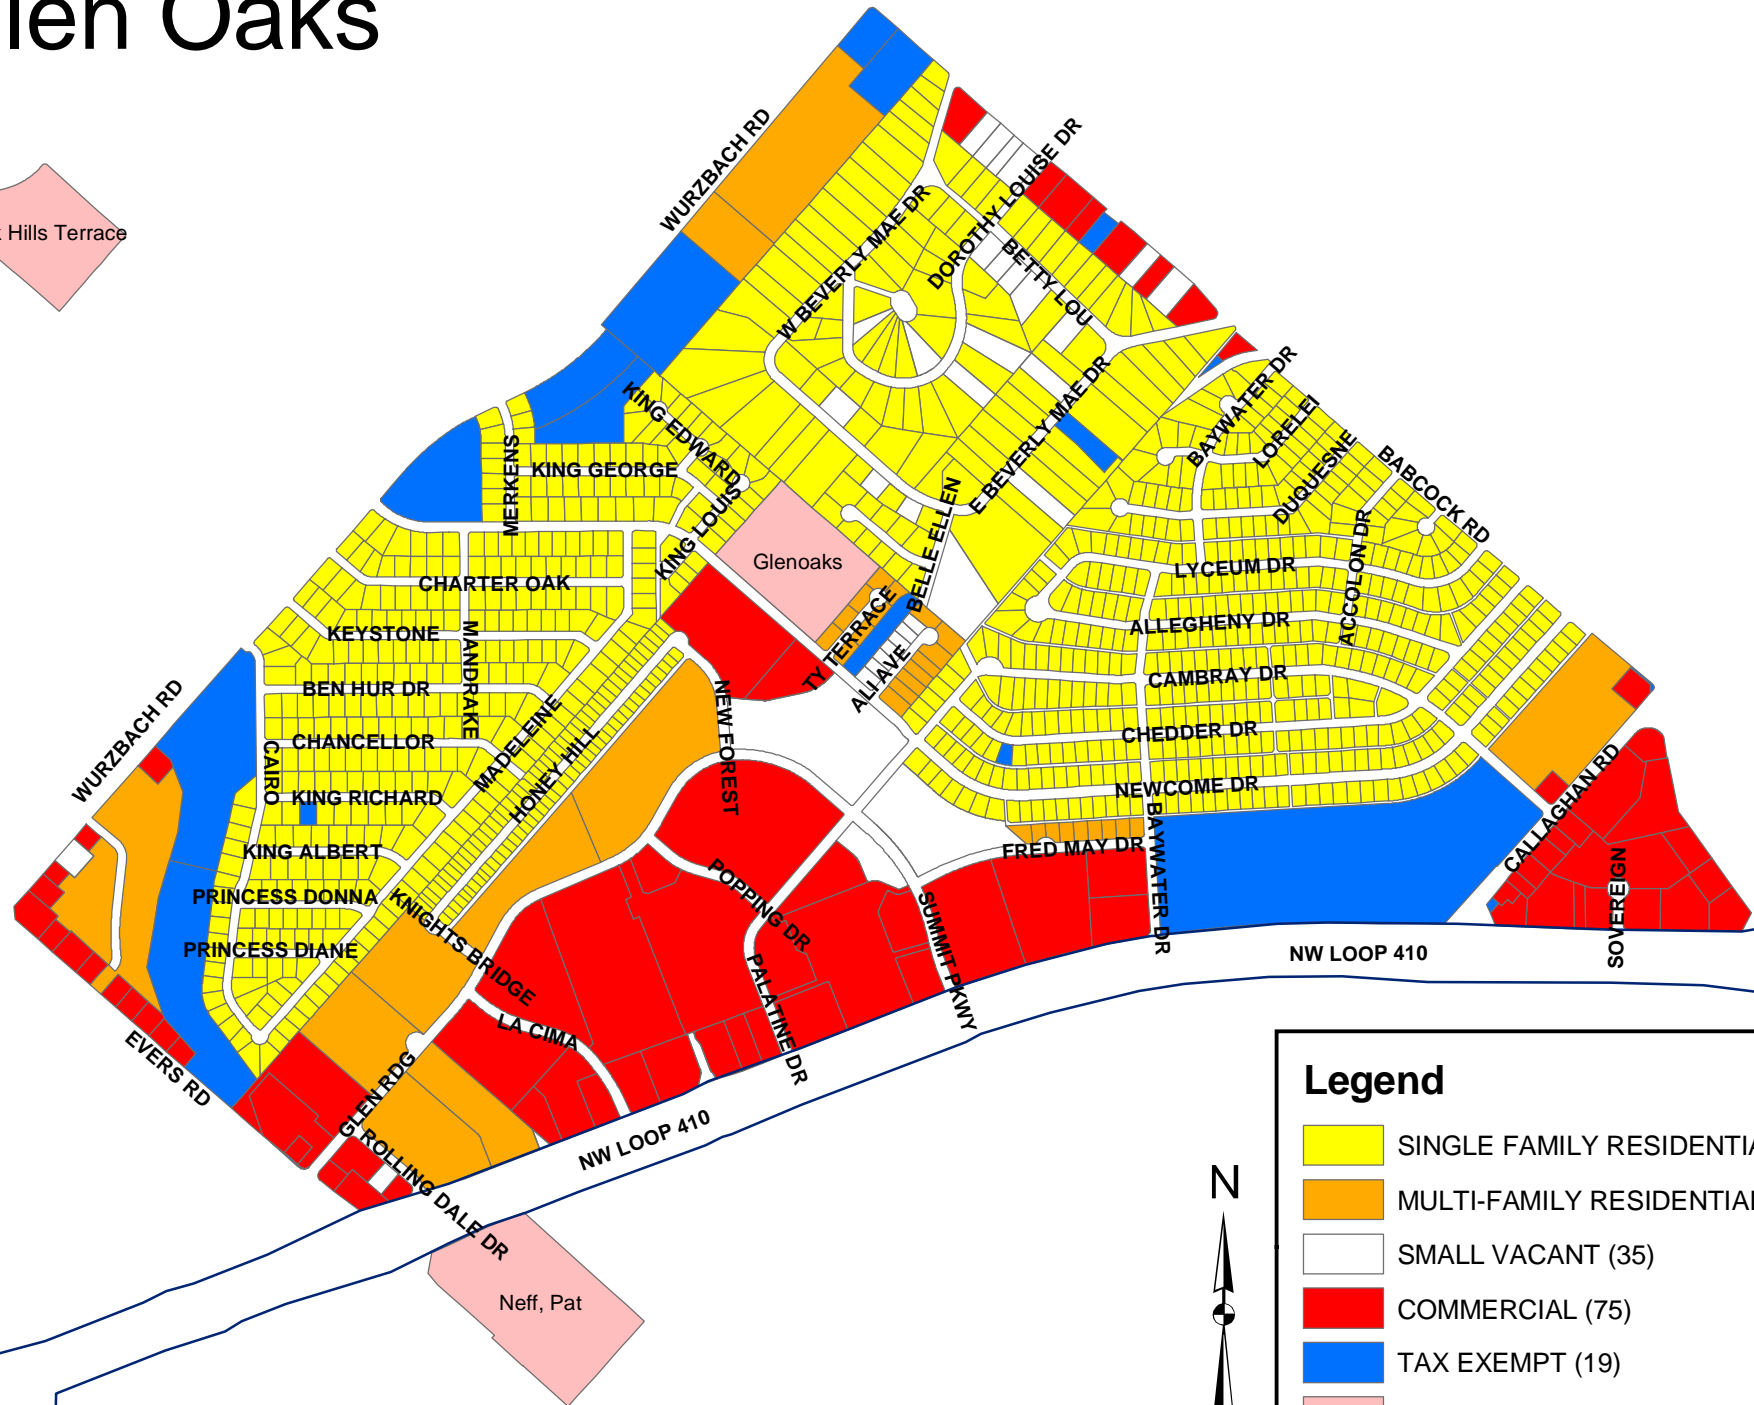 len Oaks
WURZBACH RD
DOROTHY LOUISE DR
Hills Terrace
W BEVERLY MAE DR
BETTY LOU
KING EDWARD
E BEVERLY MAE DR
BAYWATER DR
LORELEI
MERKENS
KING GEORGE
DUQUESNE
BABCOCK RD
KING LOUIS
BELLE ELLEN
Glenoaks
CHARTER OAK
LYCEUM DR
ACCOLON DR
KEYSTONE
MANDRAKE
TY TERRACE
ALLEGHENY DR
BEN HUR DR
ALI AVE
CAMBRAY DR
WURZBACH RD
CAIRO
CHANCELLOR
MADELEINE
HONEY HILL
NEW FOREST
CHEDDER DR
KING RICHARD
NEWCOME DR
CALLAGHAN RD
KING ALBERT
FRED MAY DR
BAYWATER DR
PRINCESS DONNA
KNIGHTS BRIDGE
POPPING DR
SUMMIT PKWY
SOVEREIGN
PRINCESS DIANE
PALATINE DR
NW LOOP 410
LA CIMA
EVERS RD
GLEN RDG
G ROLLING DALE DR
NW LOOP 410
Neff, Pat
N
Legend
SINGLE FAMILY RESIDENTIA
MULTI-FAMILY RESIDENTIAL
SMALL VACANT (35)
COMMERCIAL (75)
TAX EXEMPT (19)